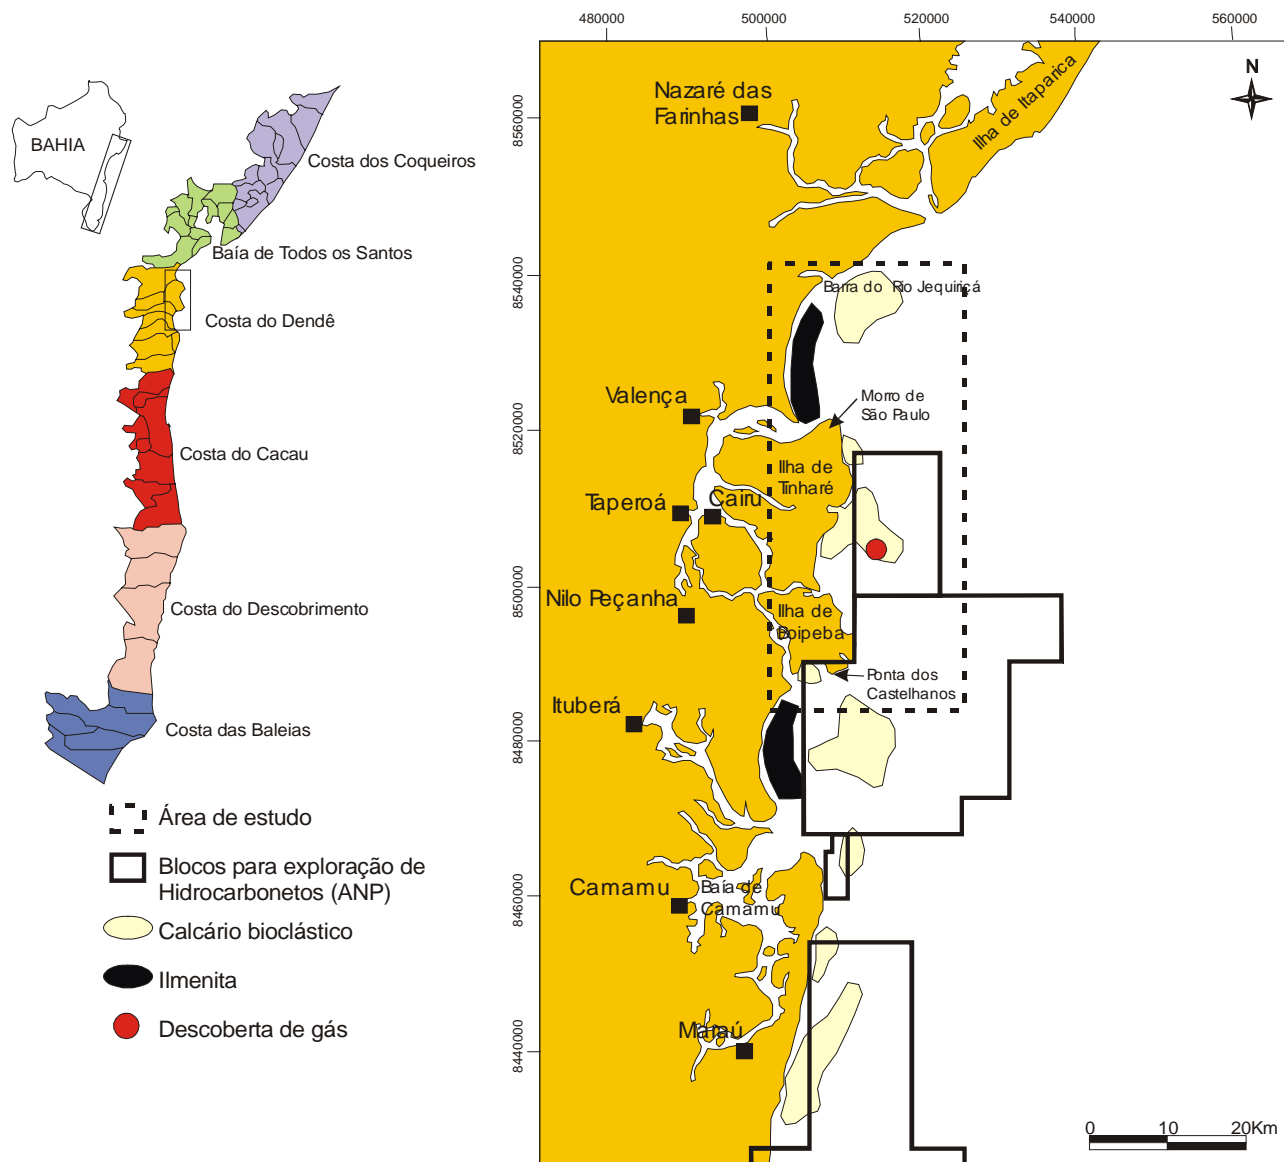 BAHIA
Costa dos Coqueiros
Baía de Todos os Santos
Costa do Dendê
Costa do Cacau
Costa do Descobrimento
Costa das Baleias
Área de estudo
Blocos para exploração de
Hidrocarbonetos (ANP)
Calcário bioclástico
Ilmenita
Descoberta de gás
480000
500000
520000
540000
560000
8560000
8540000
8520000
8500000
8480000
8460000
8440000
N
Nazaré das
Farinhas
Ilha de Itaparica
Barra do Rio Jequiriçá
Valença
Morro de
São Paulo
Ilha de
Tinharé
Taperoá
Cairu
Nilo Peçanha
Ilha de
Boipeba
Ponta dos
Castelhanos
Ituberá
Camamu
Baía de
Camamu
Maraú
0
10
20Km